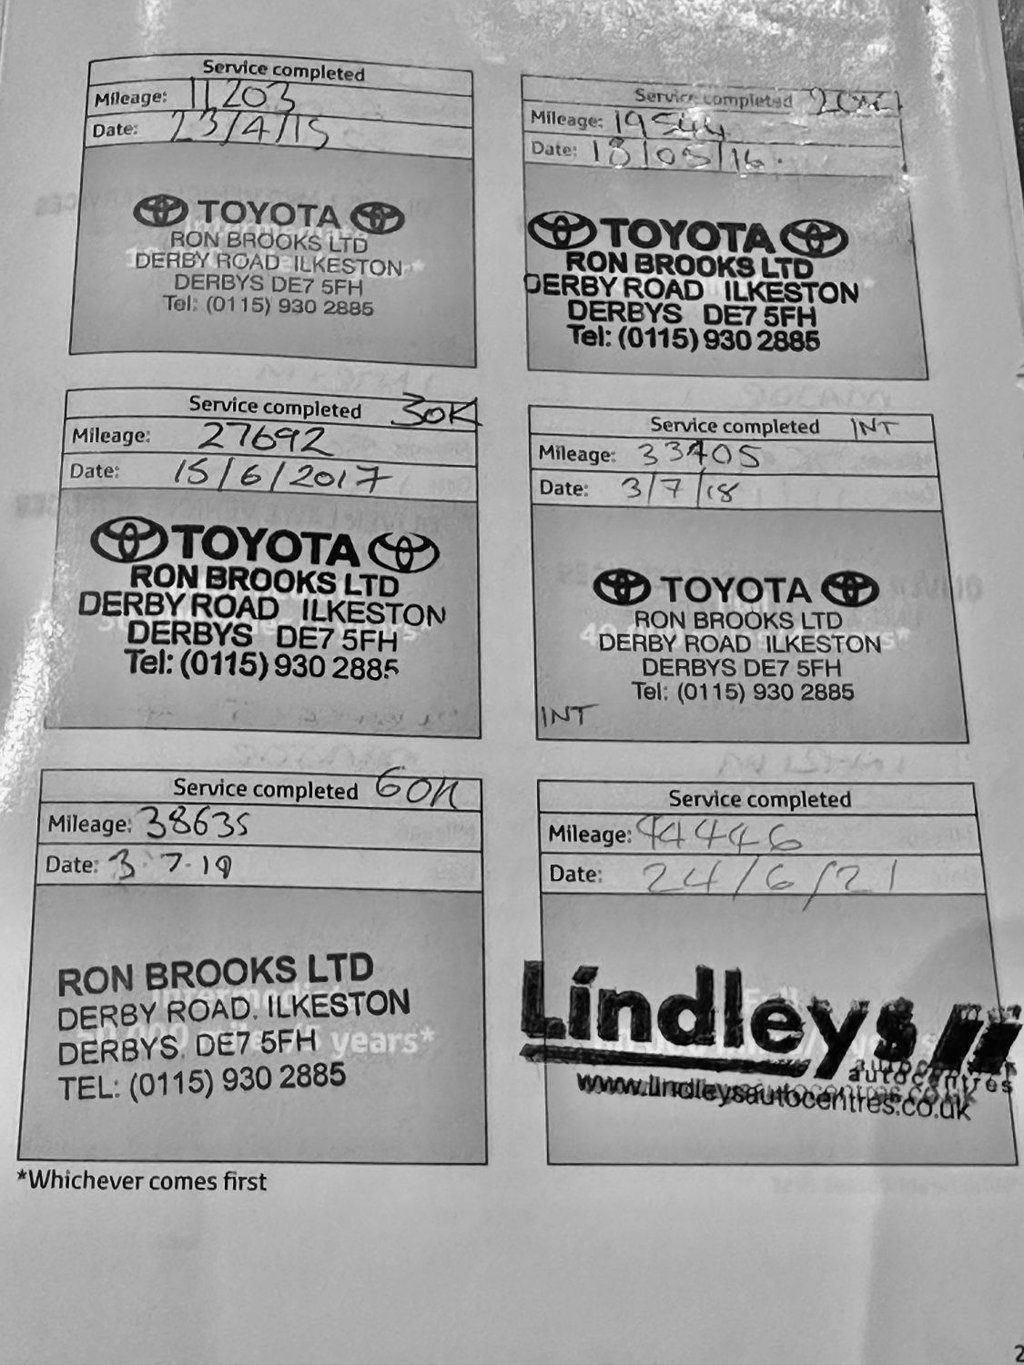 Service completed
Mileage: 11203
Date: 23/4/15
TOYOTA
RON BROOKS LTD
DERBY ROAD ILKESTON
DERBYS DE7 5FH
Tel: (0115) 930 2885
Service completed
Mileage: 19544
Date: 18/05/16.
TOYOTA
RON BROOKS LTD
DERBY ROAD ILKESTON
DERBYS DE7 5FH
Tel: (0115) 930 2885
Service completed 30K
Mileage: 27692
Date: 15/6/2017
TOYOTA
RON BROOKS LTD
DERBY ROAD ILKESTON
DERBYS DE7 5FH
Tel: (0115) 930 2885
Service completed INT
Mileage: 33405
Date: 3/7/18
TOYOTA
RON BROOKS LTD
DERBY ROAD ILKESTON
DERBYS DE7 5FH
Tel: (0115) 930 2885
INT
Service completed 60K
Mileage: 38635
Date: 3.7.19
RON BROOKS LTD
DERBY ROAD. ILKESTON
DERBYS. DE7 5FH
TEL: (0115) 930 2885
years*
Service completed
Mileage: 44446
Date: 24/6/21
Lindleys
autocentres
www.lindleysautocentres.co.uk
*Whichever comes first
2